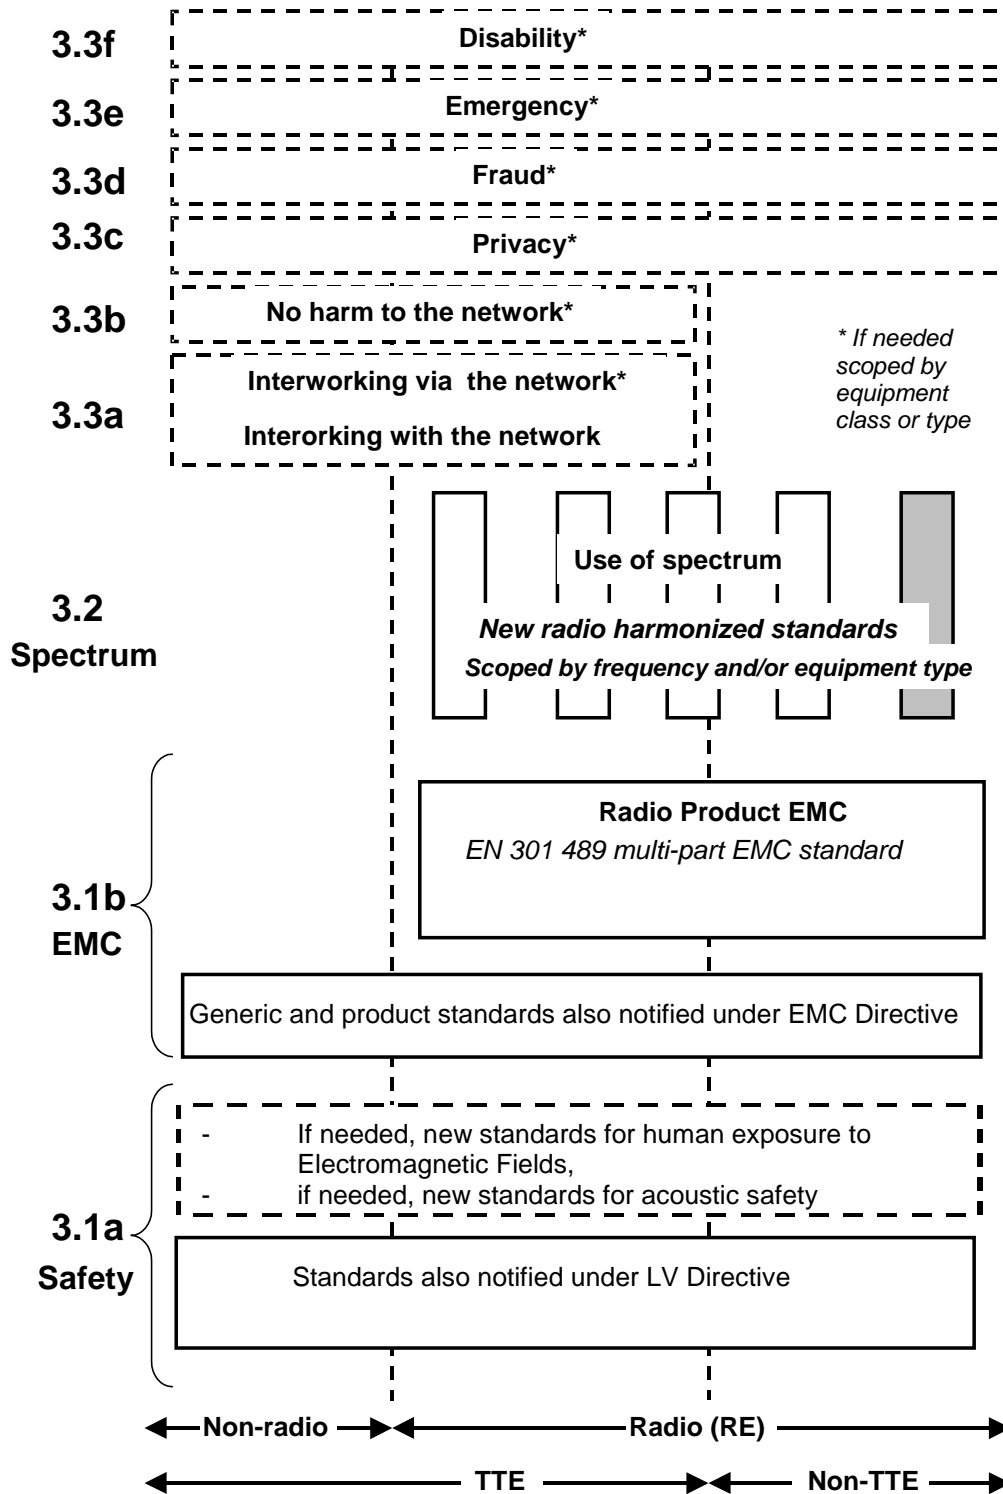 3.3f
Disability*
3.3e
Emergency*
3.3d
Fraud*
3.3c
Privacy*
3.3b
No harm to the network*
* If needed
scoped by
equipment
class or type
3.3a
Interworking via the network*
Interorking with the network
3.2
Spectrum
Use of spectrum
New radio harmonized standards
Scoped by frequency and/or equipment type
3.1b
EMC
Radio Product EMC
EN 301 489 multi-part EMC standard
Generic and product standards also notified under EMC Directive
3.1a
Safety
- If needed, new standards for human exposure to
Electromagnetic Fields,
- if needed, new standards for acoustic safety
Standards also notified under LV Directive
Non-radio
Radio (RE)
TTE
Non-TTE